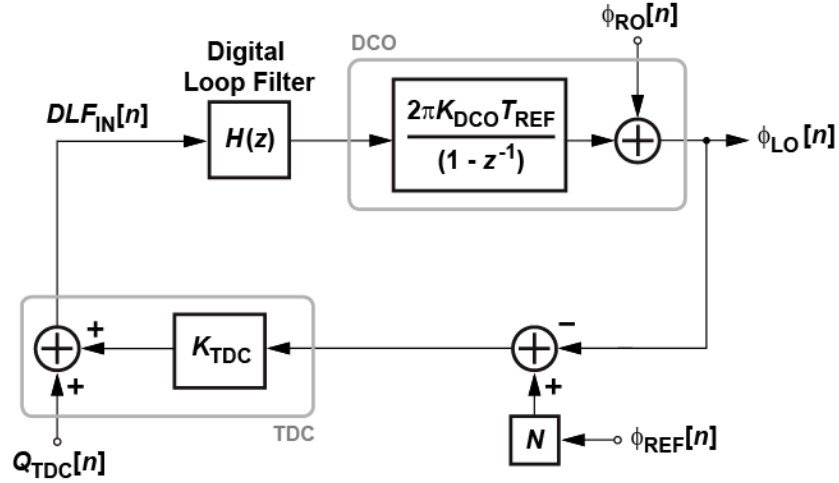 ϕRO[n]
DCO
Digital
Loop Filter
DLFIN[n]
H(z)
2πKDCOTREF
(1 - z-1)
ϕLO [n]
+
KTDC
−
+
+
TDC
N
ϕREF[n]
QTDC[n]